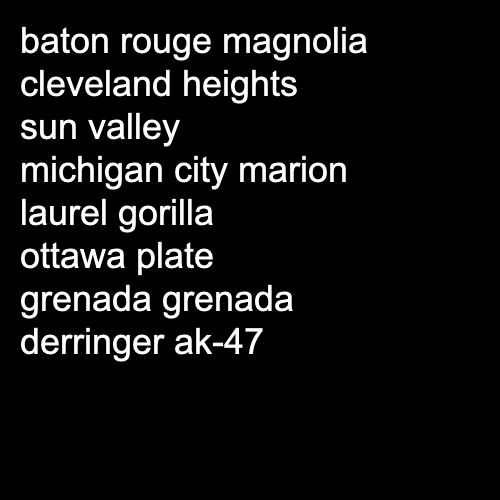 baton rouge magnolia
cleveland heights
sun valley
michigan city marion
laurel gorilla
ottawa plate
grenada grenada
derringer ak-47